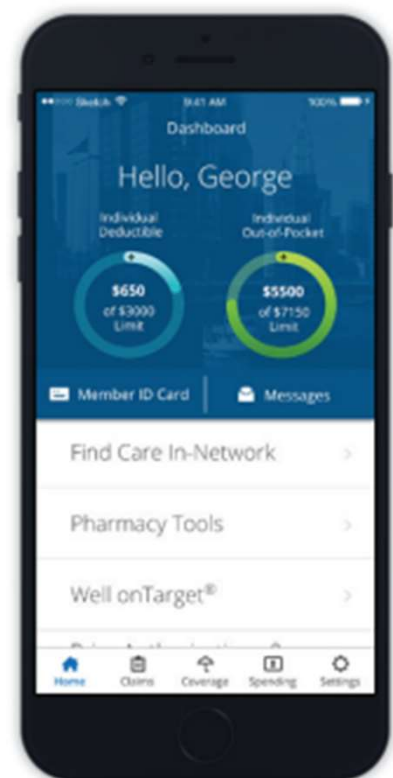 Sketch 9:41 AM 100%
Dashboard
Hello, George
Individual
Deductible
Individual
Out-of-Pocket
$650
of $3000
Limit
$5500
of $7150
Limit
Member ID Card
Messages
Find Care In-Network
Pharmacy Tools
Well onTarget®
Home Claims Coverage Spending Settings